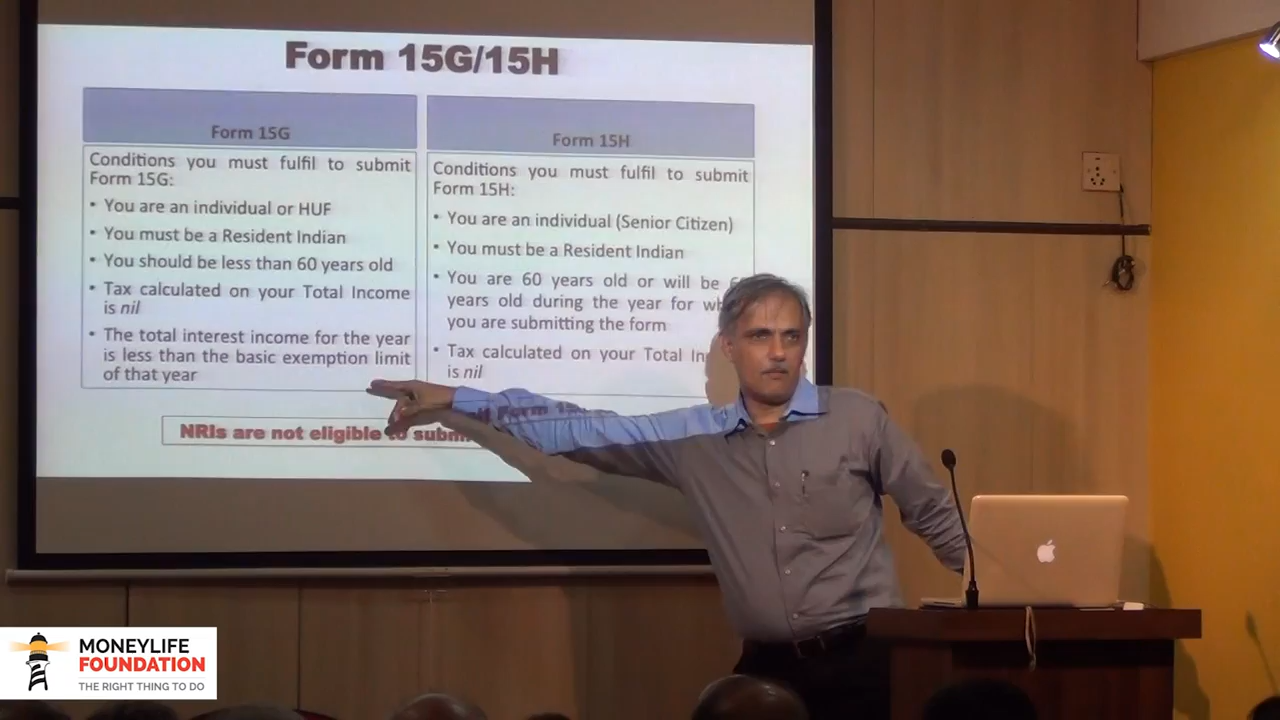 Form 15G/15H
Form 15G
Conditions you must fulfil to submit
Form 15G:
• You are an individual or HUF
• You must be a Resident Indian
• You should be less than 60 years old
• Tax calculated on your Total Income
is nil
• The total interest income for the year
is less than the basic exemption limit
of that year
Form 15H
Conditions you must fulfil to submit
Form 15H:
• You are an individual (Senior Citizen)
• You must be a Resident Indian
• You are 60 years old or will be
years old during the year for
you are submitting the form
• Tax calculated on your Total
is nil
NRIs are not eligible
Form
MONEYLIFE
FOUNDATION
THE RIGHT THING TO DO